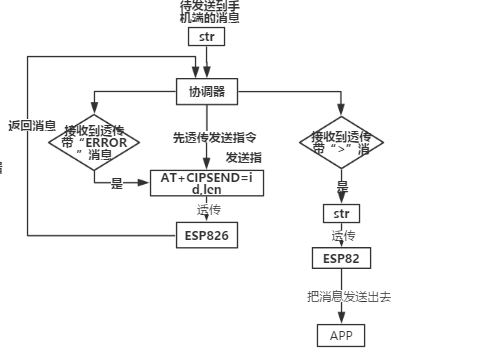 待发送到手
机端的消息
str
协调器
返回消息
接收到透传
带“ERROR
”消息
先透传发送指令
发送指
接收到透传
带“>”消
是
AT+CIPSEND=i
d,len
是
透传
str
ESP826
透传
ESP82
把消息发送出去
APP